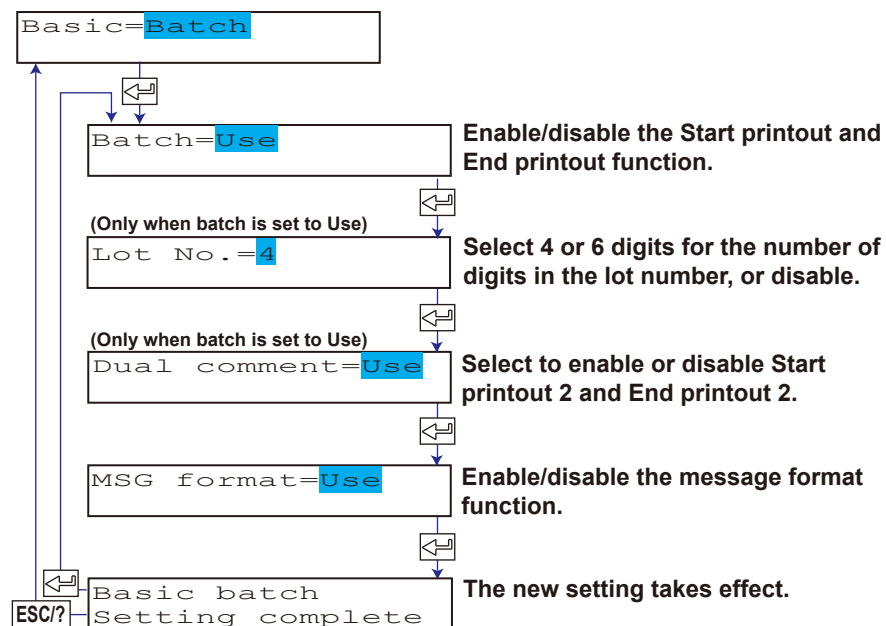 Basic=Batch
Batch=Use
Enable/disable the Start printout and
End printout function.
(Only when batch is set to Use)
Lot No.=4
Select 4 or 6 digits for the number of
digits in the lot number, or disable.
(Only when batch is set to Use)
Dual comment=Use
Select to enable or disable Start
printout 2 and End printout 2.
MSG format=Use
Enable/disable the message format
function.
Basic batch
Setting complete
The new setting takes effect.
ESC/?